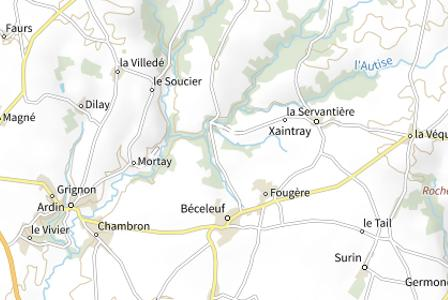 Faurs
la Villedé
l'Autise
le Soucier
Dilay
la Servantière
Magné
Xaintray
la Véqu
Mortay
Grignon
Fougère
Roche
Ardin
Béceleuf
Chambron
le Tail
le Vivier
Surin
Germon